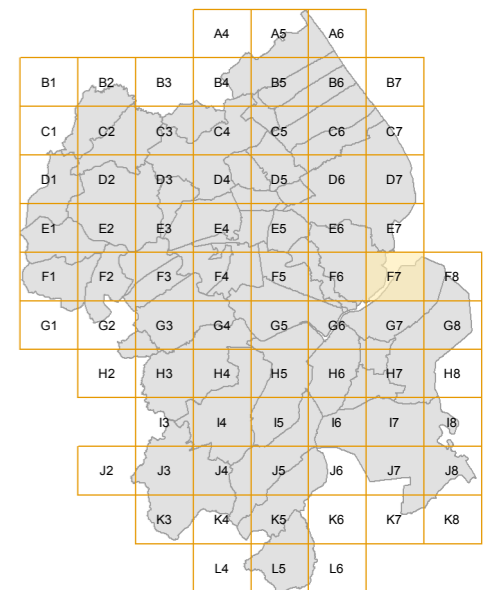 A4 A5 A6
B1 B2 B3 B4 B5 B6 B7
C1 C2 C3 C4 C5 C6 C7
D1 D2 D3 D4 D5 D6 D7
E1 E2 E3 E4 E5 E6 E7
F1 F2 F3 F4 F5 F6 F7 F8
G1 G2 G3 G4 G5 G6 G7 G8
H2 H3 H4 H5 H6 H7 H8
I3 I4 I5 I6 I7 I8
J2 J3 J4 J5 J6 J7 J8
K3 K4 K5 K6 K7 K8
L4 L5 L6